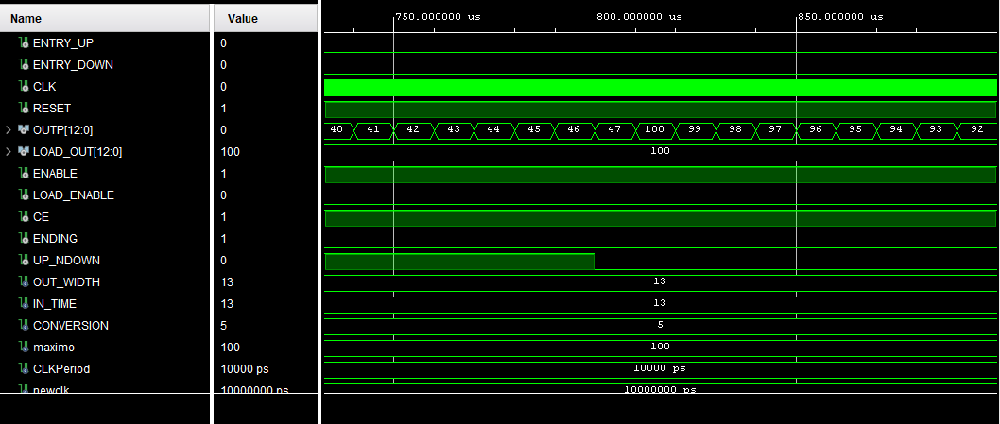 Name Value 750.000000 us 800.000000 us 850.000000 us
ENTRY_UP 0
ENTRY_DOWN 0
CLK 0
RESET 1
OUTP[12:0] 0 40 41 42 43 44 45 46 47 100 99 98 97 96 95 94 93 92
LOAD_OUT[12:0] 100 100
ENABLE 1
LOAD_ENABLE 0
CE 1
ENDING 1
UP_NDOWN 0
OUT_WIDTH 13 13
IN_TIME 13 13
CONVERSION 5 5
maximo 100 100
CLKPeriod 10000 ps 10000 ps
newclk 10000000 ps 10000000 ps